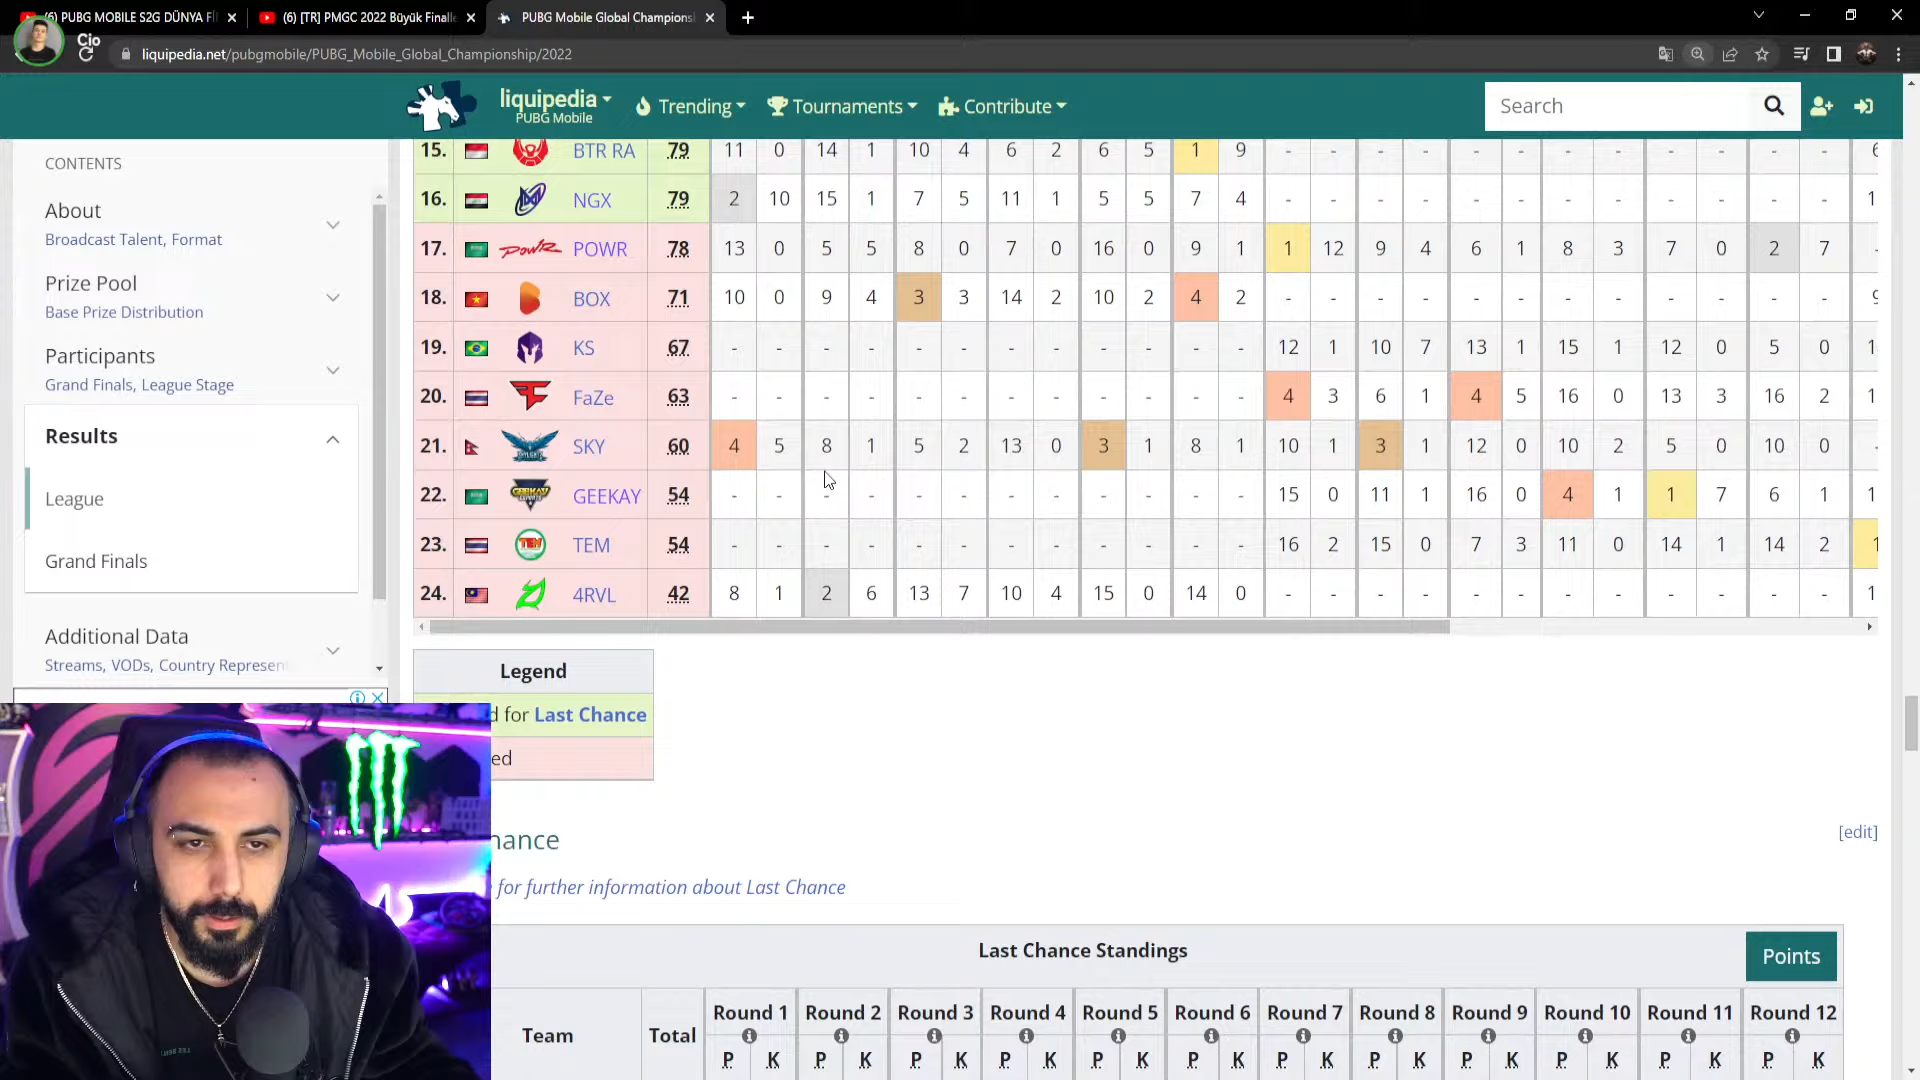 (6) PUBG MOBILE S2G DÜNYA Fİ
(6) [TR] PMGC 2022 Büyük Finalle
PUBG Mobile Global Champions
Cio
liquipedia.net/pubgmobile/PUBG_Mobile_Global_Championship/2022
liquipedia
PUBG Mobile
Trending
Tournaments
Contribute
Search
CONTENTS
About
Broadcast Talent, Format
Prize Pool
Base Prize Distribution
Participants
Grand Finals, League Stage
Results
League
Grand Finals
Additional Data
Streams, VODs, Country Represen
15. BTR RA 79 11 0 14 1 10 4 6 2 6 5 1 9 - - - - - - - - - - - - 6
16. NGX 79 2 10 15 1 7 5 11 1 5 5 7 4 - - - - - - - - - - - - 1
17. POWR POWR 78 13 0 5 5 8 0 7 0 16 0 9 1 1 12 9 4 6 1 8 3 7 0 2 7 -
18. BOX 71 10 0 9 4 3 3 14 2 10 2 4 2 - - - - - - - - - - - - 9
19. KS 67 - - - - - - - - - - - - 12 1 10 7 13 1 15 1 12 0 5 0 1
20. FaZe 63 - - - - - - - - - - - - 4 3 6 1 4 5 16 0 13 3 16 2 1
21. SKY 60 4 5 8 1 5 2 13 0 3 1 8 1 10 1 3 1 12 0 10 2 5 0 10 0 -
22. GEEKAY GEEKAY 54 - - - - - - - - - - - - 15 0 11 1 16 0 4 1 1 7 6 1 1
23. TEM TEM 54 - - - - - - - - - - - - 16 2 15 0 7 3 11 0 14 1 14 2 1
24. 4RVL 42 8 1 2 6 13 7 10 4 15 0 14 0 - - - - - - - - - - - - 1
Legend
d for Last Chance
ed
hance
[edit]
for further information about Last Chance
Last Chance Standings
Points
Team Total Round 1 Round 2 Round 3 Round 4 Round 5 Round 6 Round 7 Round 8 Round 9 Round 10 Round 11 Round 12
P K P K P K P K P K P K P K P K P K P K P K P K